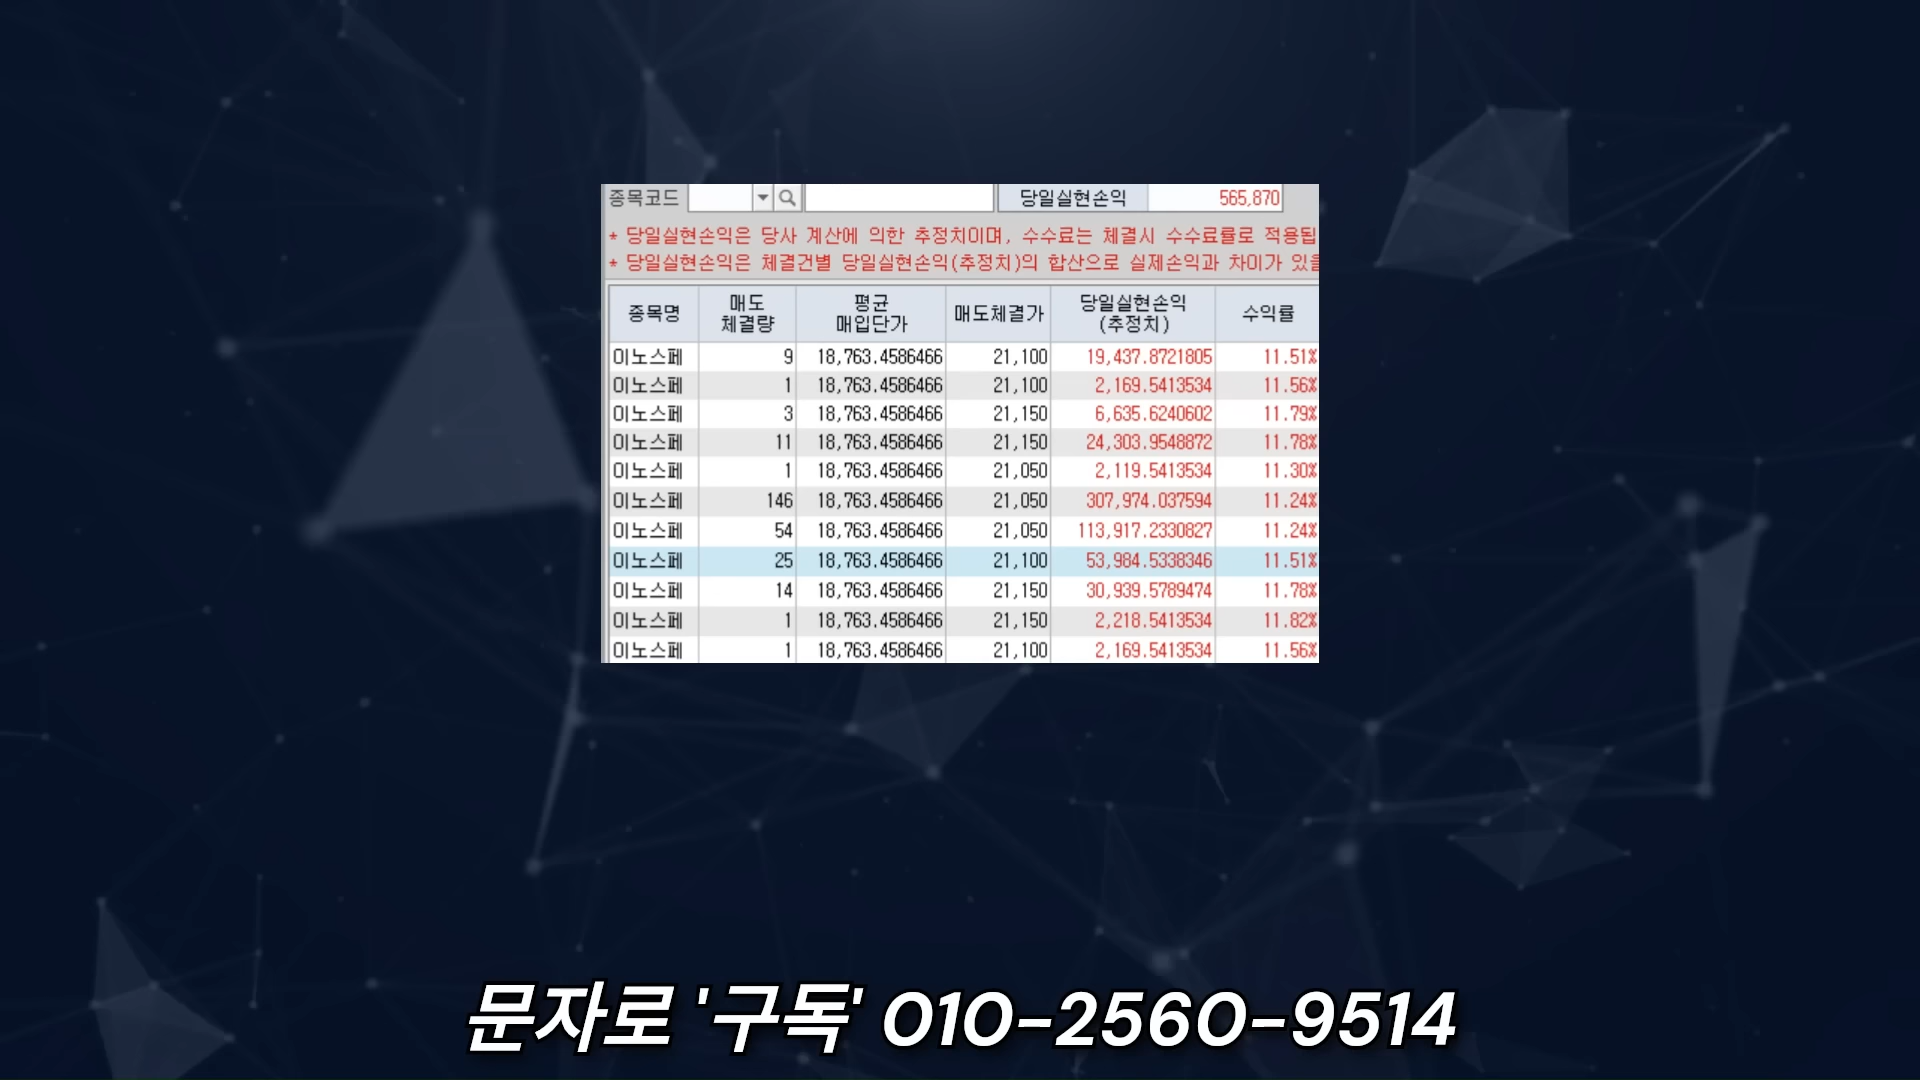 종목코드 당일실현손익 565,870
* 당일실현손익은 당사 계산에 의한 추정치이며, 수수료는 체결시 수수료률로 적용됩
* 당일실현손익은 체결건별 당일실현손익(추정치)의 합산으로 실제손익과 차이가 있을
종목명 매도 체결량 평균 매입단가 매도체결가 당일실현손익 (추정치) 수익률
이노스페 9 18,763.4586466 21,100 19,437.8721805 11.51%
이노스페 1 18,763.4586466 21,100 2,169.5413534 11.56%
이노스페 3 18,763.4586466 21,150 6,635.6240602 11.79%
이노스페 11 18,763.4586466 21,150 24,303.9548872 11.78%
이노스페 1 18,763.4586466 21,050 2,119.5413534 11.30%
이노스페 146 18,763.4586466 21,050 307,974.037594 11.24%
이노스페 54 18,763.4586466 21,050 113,917.2330827 11.24%
이노스페 25 18,763.4586466 21,100 53,984.5338346 11.51%
이노스페 14 18,763.4586466 21,150 30,939.5789474 11.78%
이노스페 1 18,763.4586466 21,150 2,218.5413534 11.82%
이노스페 1 18,763.4586466 21,100 2,169.5413534 11.56%
문자로 '구독' 010-2560-9514